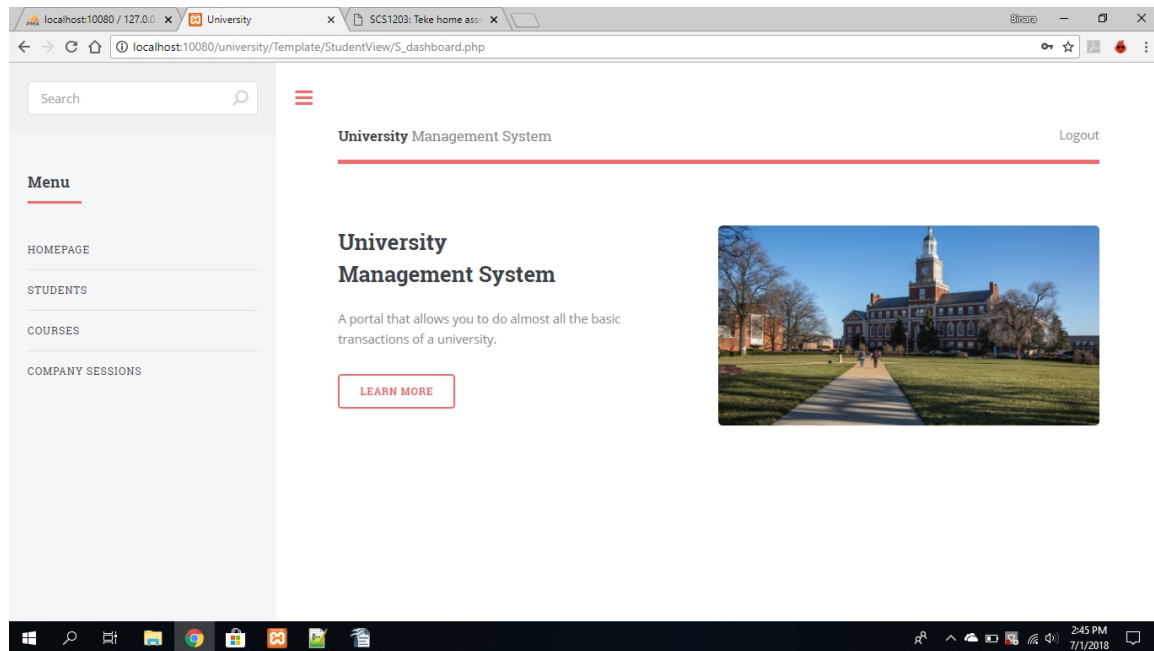 localhost:10080 / 127.0.0
University
SCS1203: Teke home assi
Binara
localhost:10080/university/Template/StudentView/S_dashboard.php
Search
University Management System
Logout
Menu
HOMEPAGE
STUDENTS
COURSES
COMPANY SESSIONS
University
Management System
A portal that allows you to do almost all the basic
transactions of a university.
LEARN MORE
2:45 PM
7/1/2018